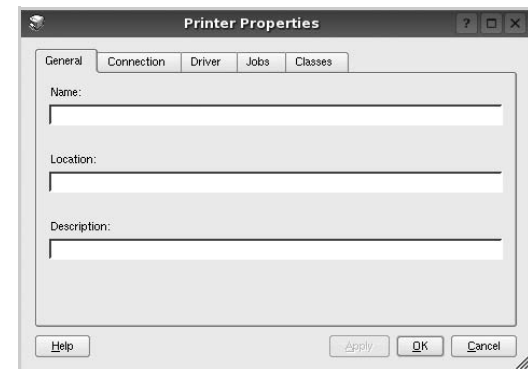 Printer Properties
General Connection Driver Jobs Classes
Name:
Location:
Description:
Help Apply OK Cancel